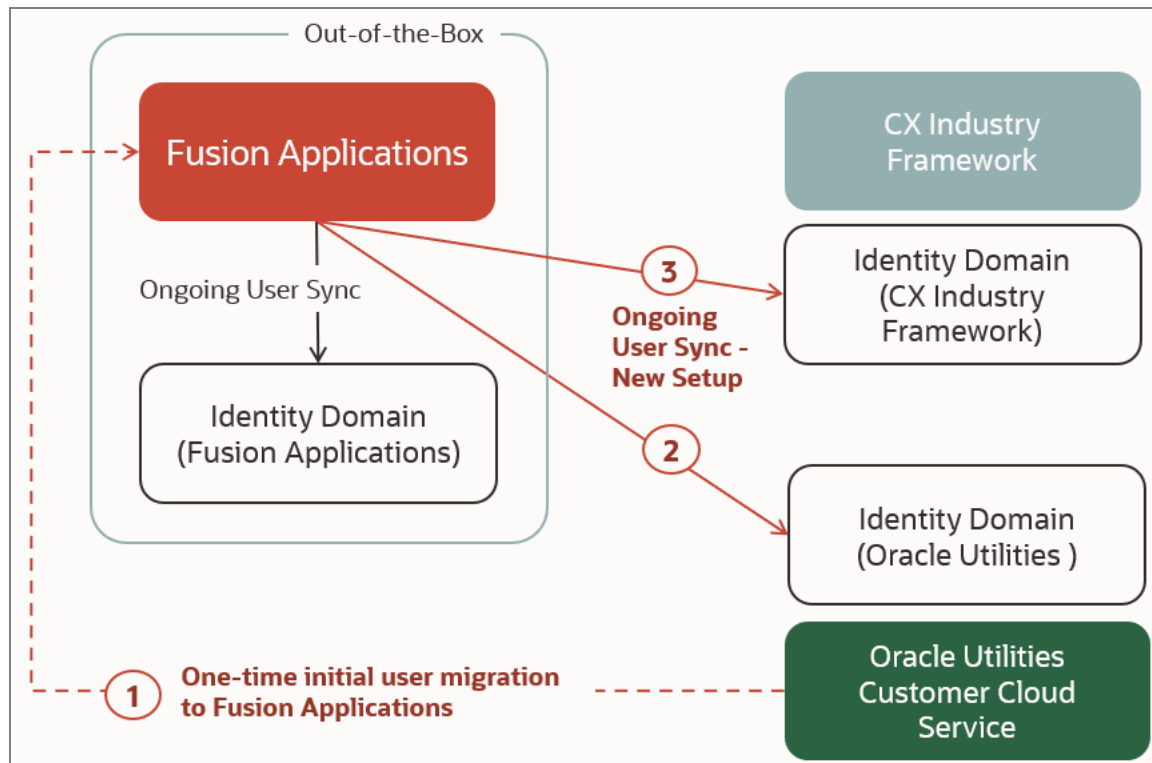 Out-of-the-Box
Fusion Applications
Ongoing User Sync
Identity Domain
(Fusion Applications)
CX Industry
Framework
Identity Domain
(CX Industry
Framework)
3
Ongoing
User Sync -
New Setup
2
Identity Domain
(Oracle Utilities )
Oracle Utilities
Customer Cloud
Service
1
One-time initial user migration
to Fusion Applications